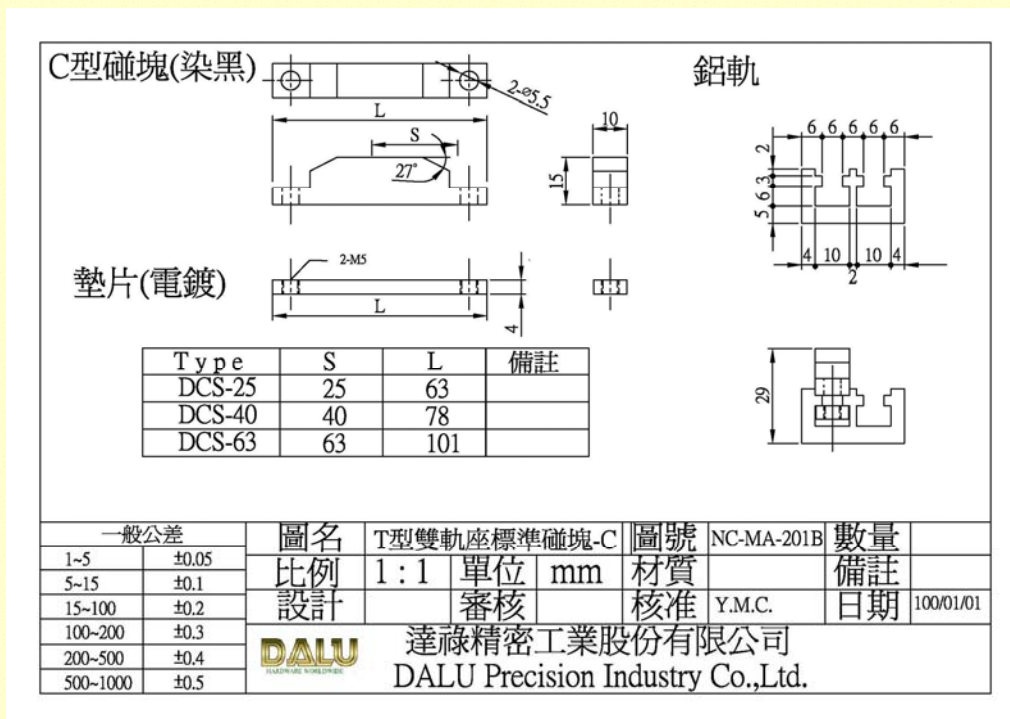 C型碰塊(染黑)
2-⌀5.5
L
S
27°
10
15
鋁軌
6 6 6 6 6
2
3
6
5
4 10 10 4
2
墊片(電鍍)
2-M5
L
4
29
Type S L 備註
DCS-25 25 63
DCS-40 40 78
DCS-63 63 101
一般公差
1~5 ±0.05
5~15 ±0.1
15~100 ±0.2
100~200 ±0.3
200~500 ±0.4
500~1000 ±0.5
圖名 T型雙軌座標準碰塊-C 圖號 NC-MA-201B 數量
比例 1 : 1 單位 mm 材質 備註
設計 審核 核准 Y.M.C. 日期 100/01/01
DALU
HARDWARE WORLDWIDE
達祿精密工業股份有限公司
DALU Precision Industry Co.,Ltd.